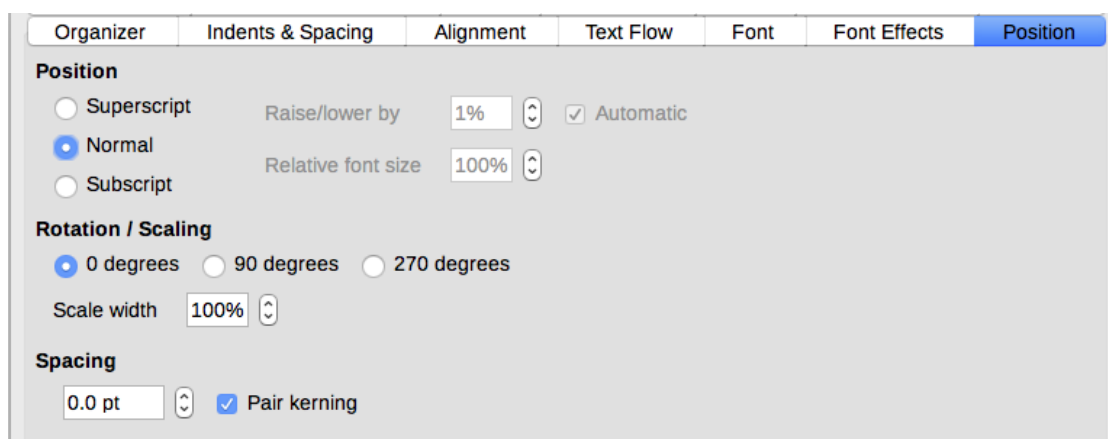 Organizer Indents & Spacing Alignment Text Flow Font Font Effects Position
Position
Superscript Raise/lower by 1% Automatic
Normal
Relative font size 100%
Subscript
Rotation / Scaling
0 degrees 90 degrees 270 degrees
Scale width 100%
Spacing
0.0 pt Pair kerning